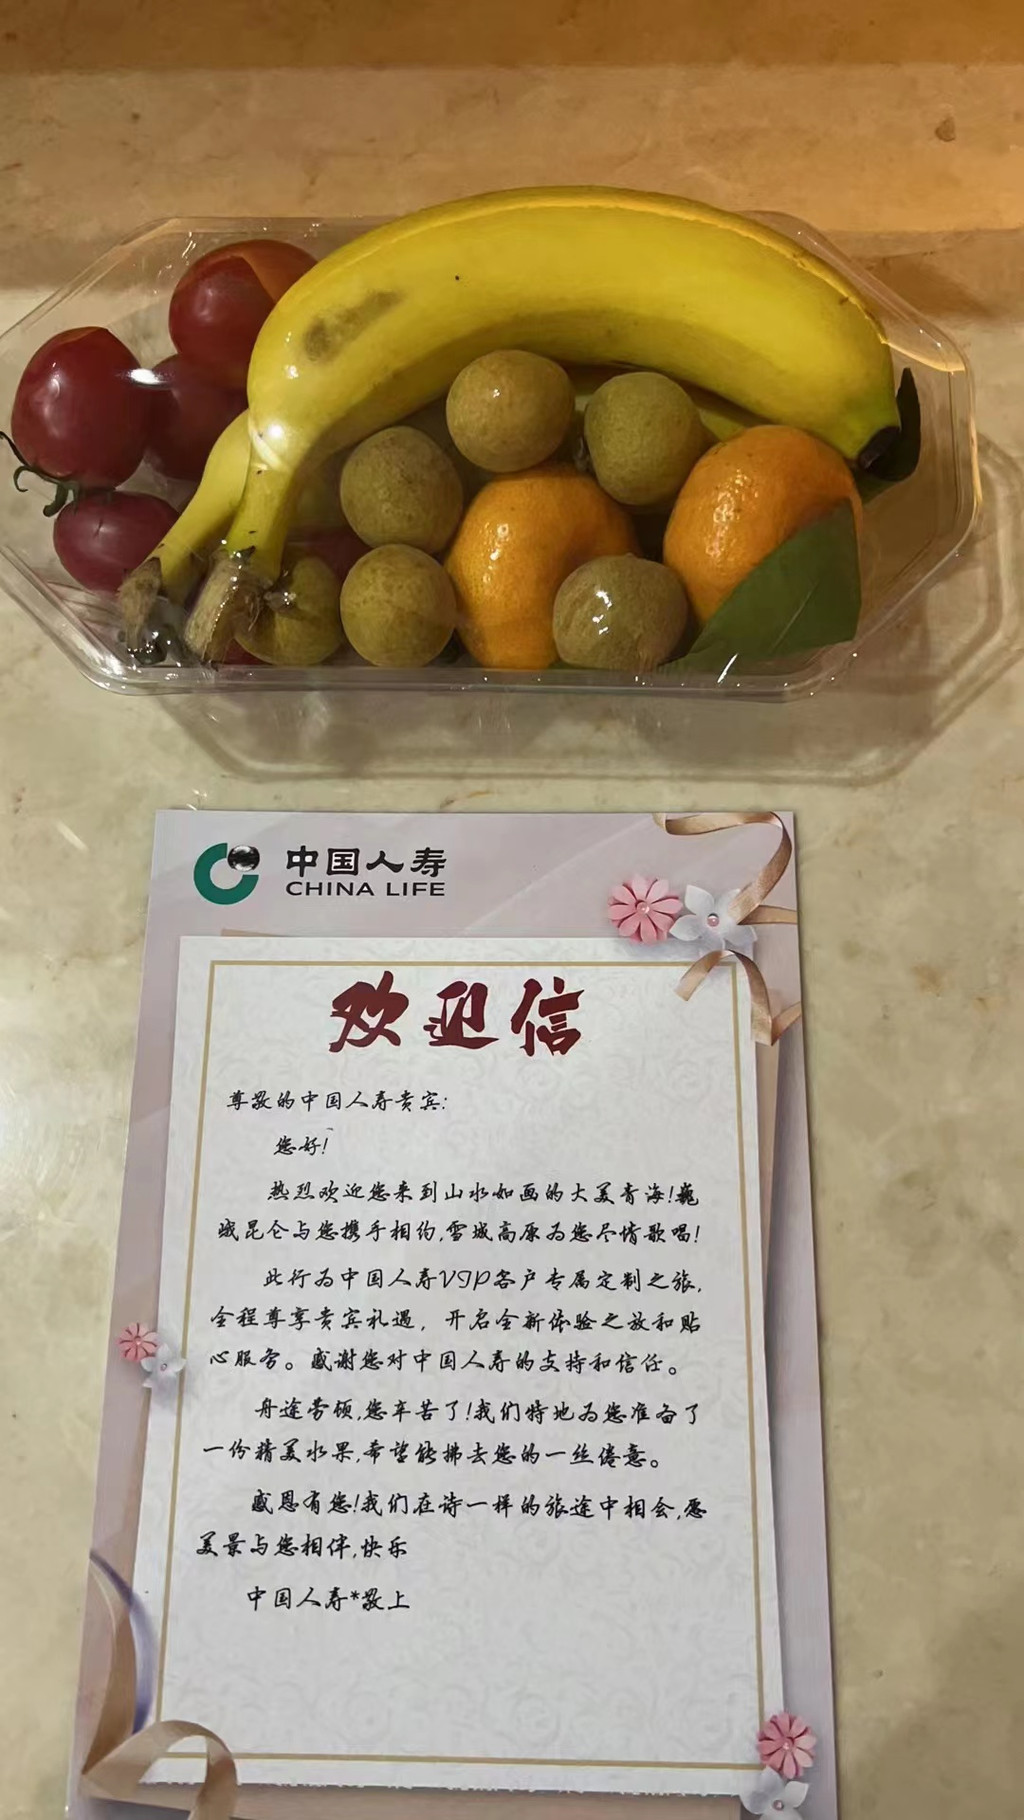 中国人寿
CHINA LIFE
欢迎信
尊敬的中国人寿贵宾:
您好!
热烈欢迎您来到山水如画的大美青海!巍
峨昆仑与您携手相约,雪域高原为您尽情歌唱!
此行为中国人寿VIP客户专属定制之旅,
全程尊享贵宾礼遇，开启全新体验之旅和贴
心服务。感谢您对中国人寿的支持和信任。
舟途劳顿,您辛苦了!我们特地为您准备了
一份精美水果,希望能拂去您的一丝倦意。
感恩有您!我们在诗一样的旅途中相会,愿
美景与您相伴,快乐
中国人寿*敬上